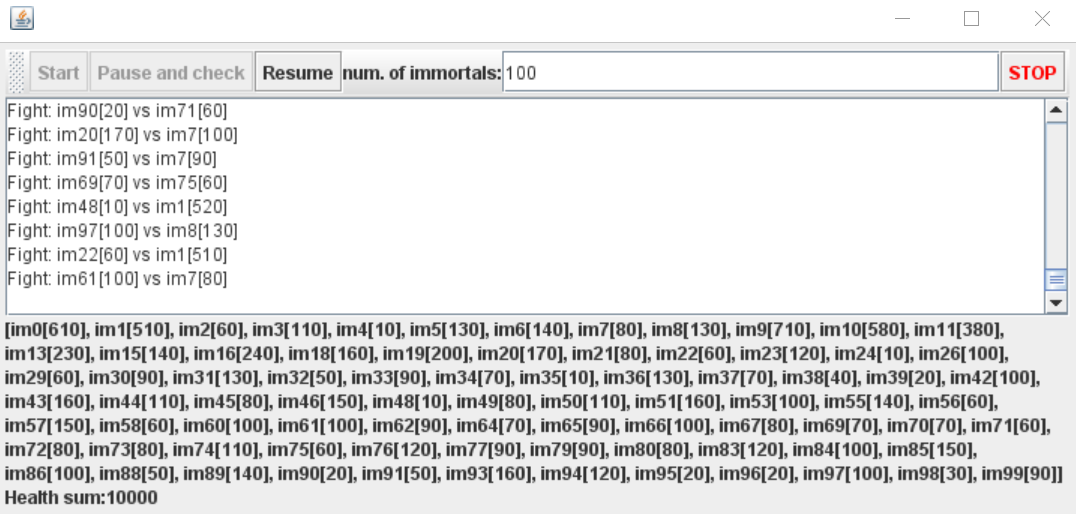 Start Pause and check Resume num. of immortals: 100 STOP
Fight: im90[20] vs im71[60]
Fight: im20[170] vs im7[100]
Fight: im91[50] vs im7[90]
Fight: im69[70] vs im75[60]
Fight: im48[10] vs im1[520]
Fight: im97[100] vs im8[130]
Fight: im22[60] vs im1[510]
Fight: im61[100] vs im7[80]
[im0[610], im1[510], im2[60], im3[110], im4[10], im5[130], im6[140], im7[80], im8[130], im9[710], im10[580], im11[380],
im13[230], im15[140], im16[240], im18[160], im19[200], im20[170], im21[80], im22[60], im23[120], im24[10], im26[100],
im29[60], im30[90], im31[130], im32[50], im33[90], im34[70], im35[10], im36[130], im37[70], im38[40], im39[20], im42[100],
im43[160], im44[110], im45[80], im46[150], im48[10], im49[80], im50[110], im51[160], im53[100], im55[140], im56[60],
im57[150], im58[60], im60[100], im61[100], im62[90], im64[70], im65[90], im66[100], im67[80], im69[70], im70[70], im71[60],
im72[80], im73[80], im74[110], im75[60], im76[120], im77[90], im79[90], im80[80], im83[120], im84[100], im85[150],
im86[100], im88[50], im89[140], im90[20], im91[50], im93[160], im94[120], im95[20], im96[20], im97[100], im98[30], im99[90]]
Health sum:10000